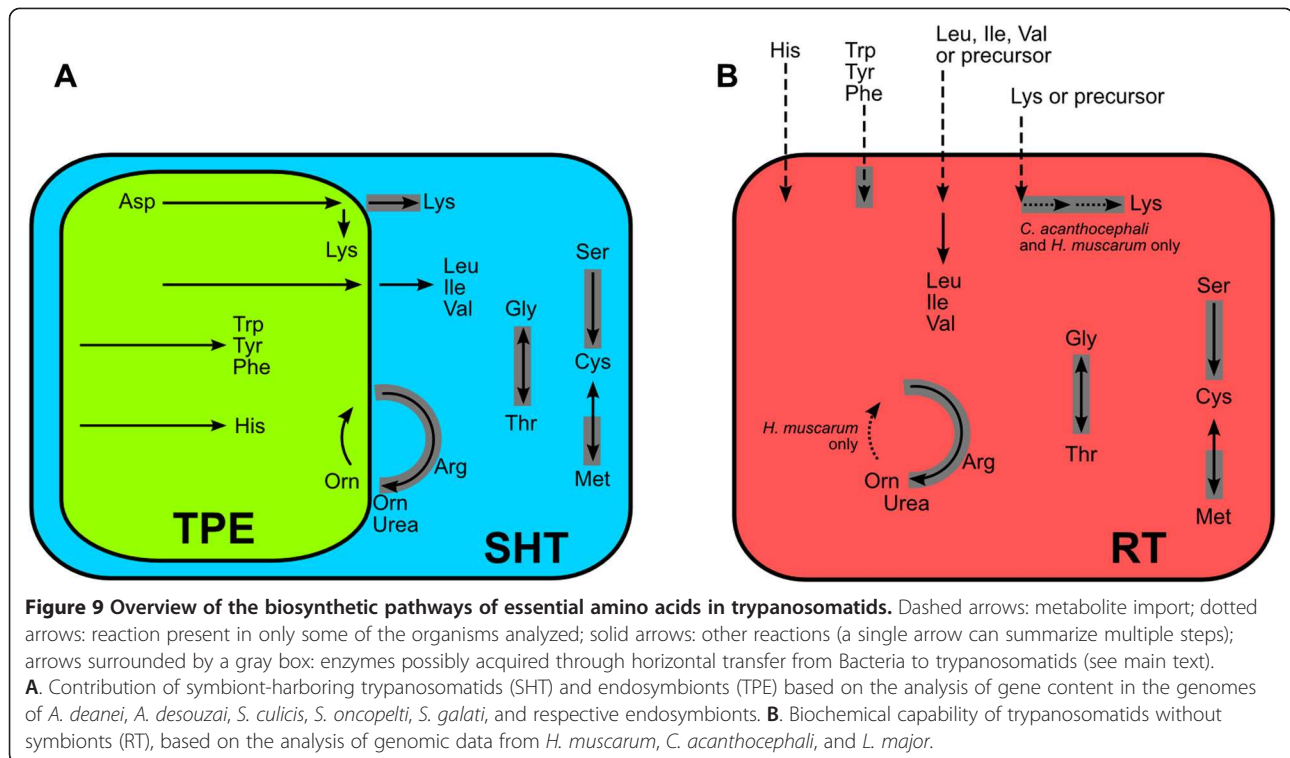 A
Asp
Lys
Lys
Leu
Ile
Val
Trp
Tyr
Phe
His
Orn
Arg
Orn
Urea
Gly
Thr
Ser
Cys
Met
TPE
SHT
B
His
Trp
Tyr
Phe
Leu, Ile, Val
or precursor
Lys or precursor
Lys
C. acanthocephali
and H. muscarum only
Leu
Ile
Val
H. muscarum
only
Orn
Urea
Arg
Gly
Thr
Ser
Cys
Met
RT
Figure 9 Overview of the biosynthetic pathways of essential amino acids in trypanosomatids. Dashed arrows: metabolite import; dotted
arrows: reaction present in only some of the organisms analyzed; solid arrows: other reactions (a single arrow can summarize multiple steps);
arrows surrounded by a gray box: enzymes possibly acquired through horizontal transfer from Bacteria to trypanosomatids (see main text).
A. Contribution of symbiont-harboring trypanosomatids (SHT) and endosymbionts (TPE) based on the analysis of gene content in the genomes
of A. deanei, A. desouzai, S. culicis, S. oncopelti, S. galati, and respective endosymbionts. B. Biochemical capability of trypanosomatids without
symbionts (RT), based on the analysis of genomic data from H. muscarum, C. acanthocephali, and L. major.